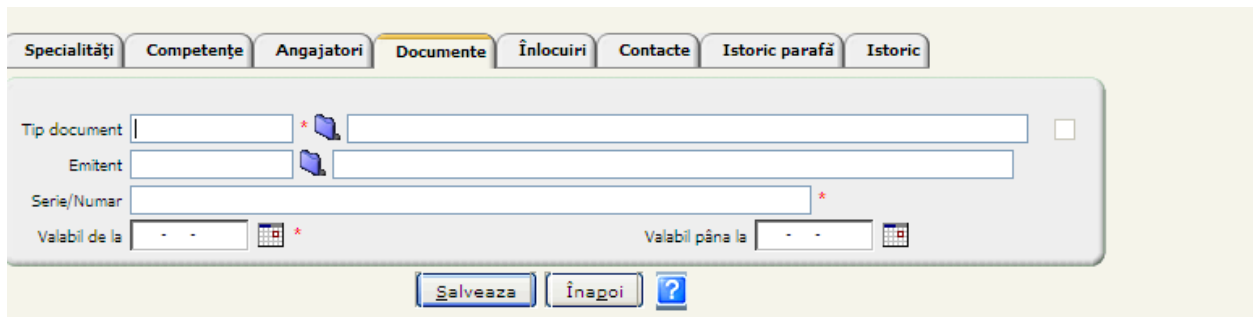 Specialități Competențe Angajatori Documente Înlocuiri Contacte Istoric parafă Istoric
Tip document *
Emitent
Serie/Numar *
Valabil de la - - * Valabil pâna la - -
Salveaza Înapoi ?